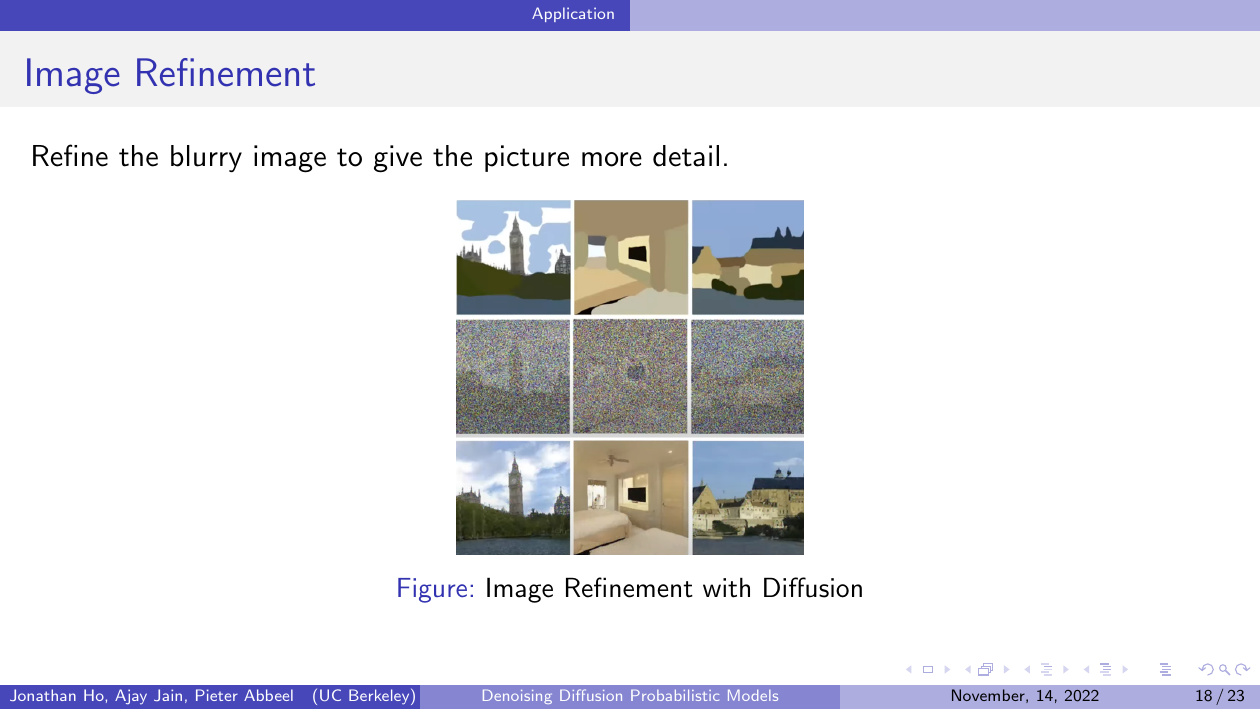 Application
Image Refinement
Refine the blurry image to give the picture more detail.
Figure: Image Refinement with Diffusion
Jonathan Ho, Ajay Jain, Pieter Abbeel (UC Berkeley)
Denoising Diffusion Probabilistic Models
November, 14, 2022
18 / 23